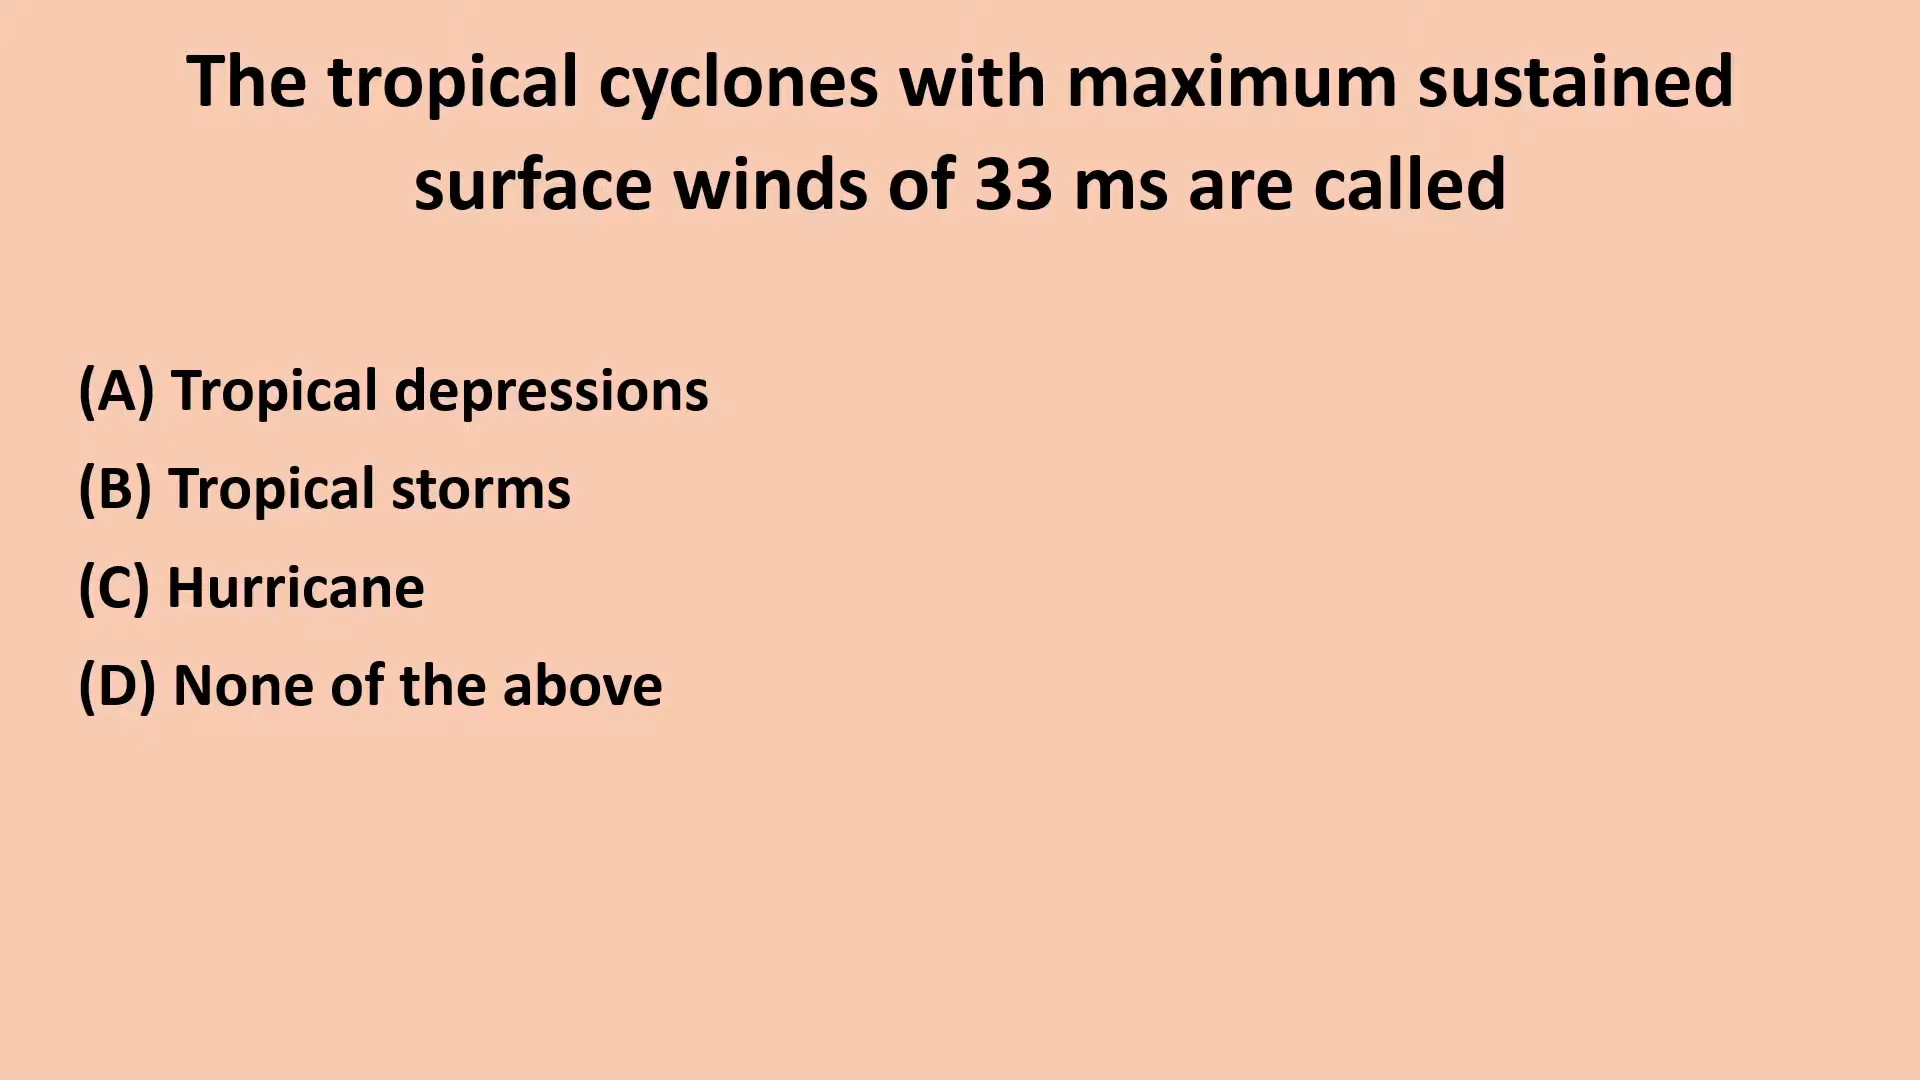 The tropical cyclones with maximum sustained
surface winds of 33 ms are called
(A) Tropical depressions
(B) Tropical storms
(C) Hurricane
(D) None of the above